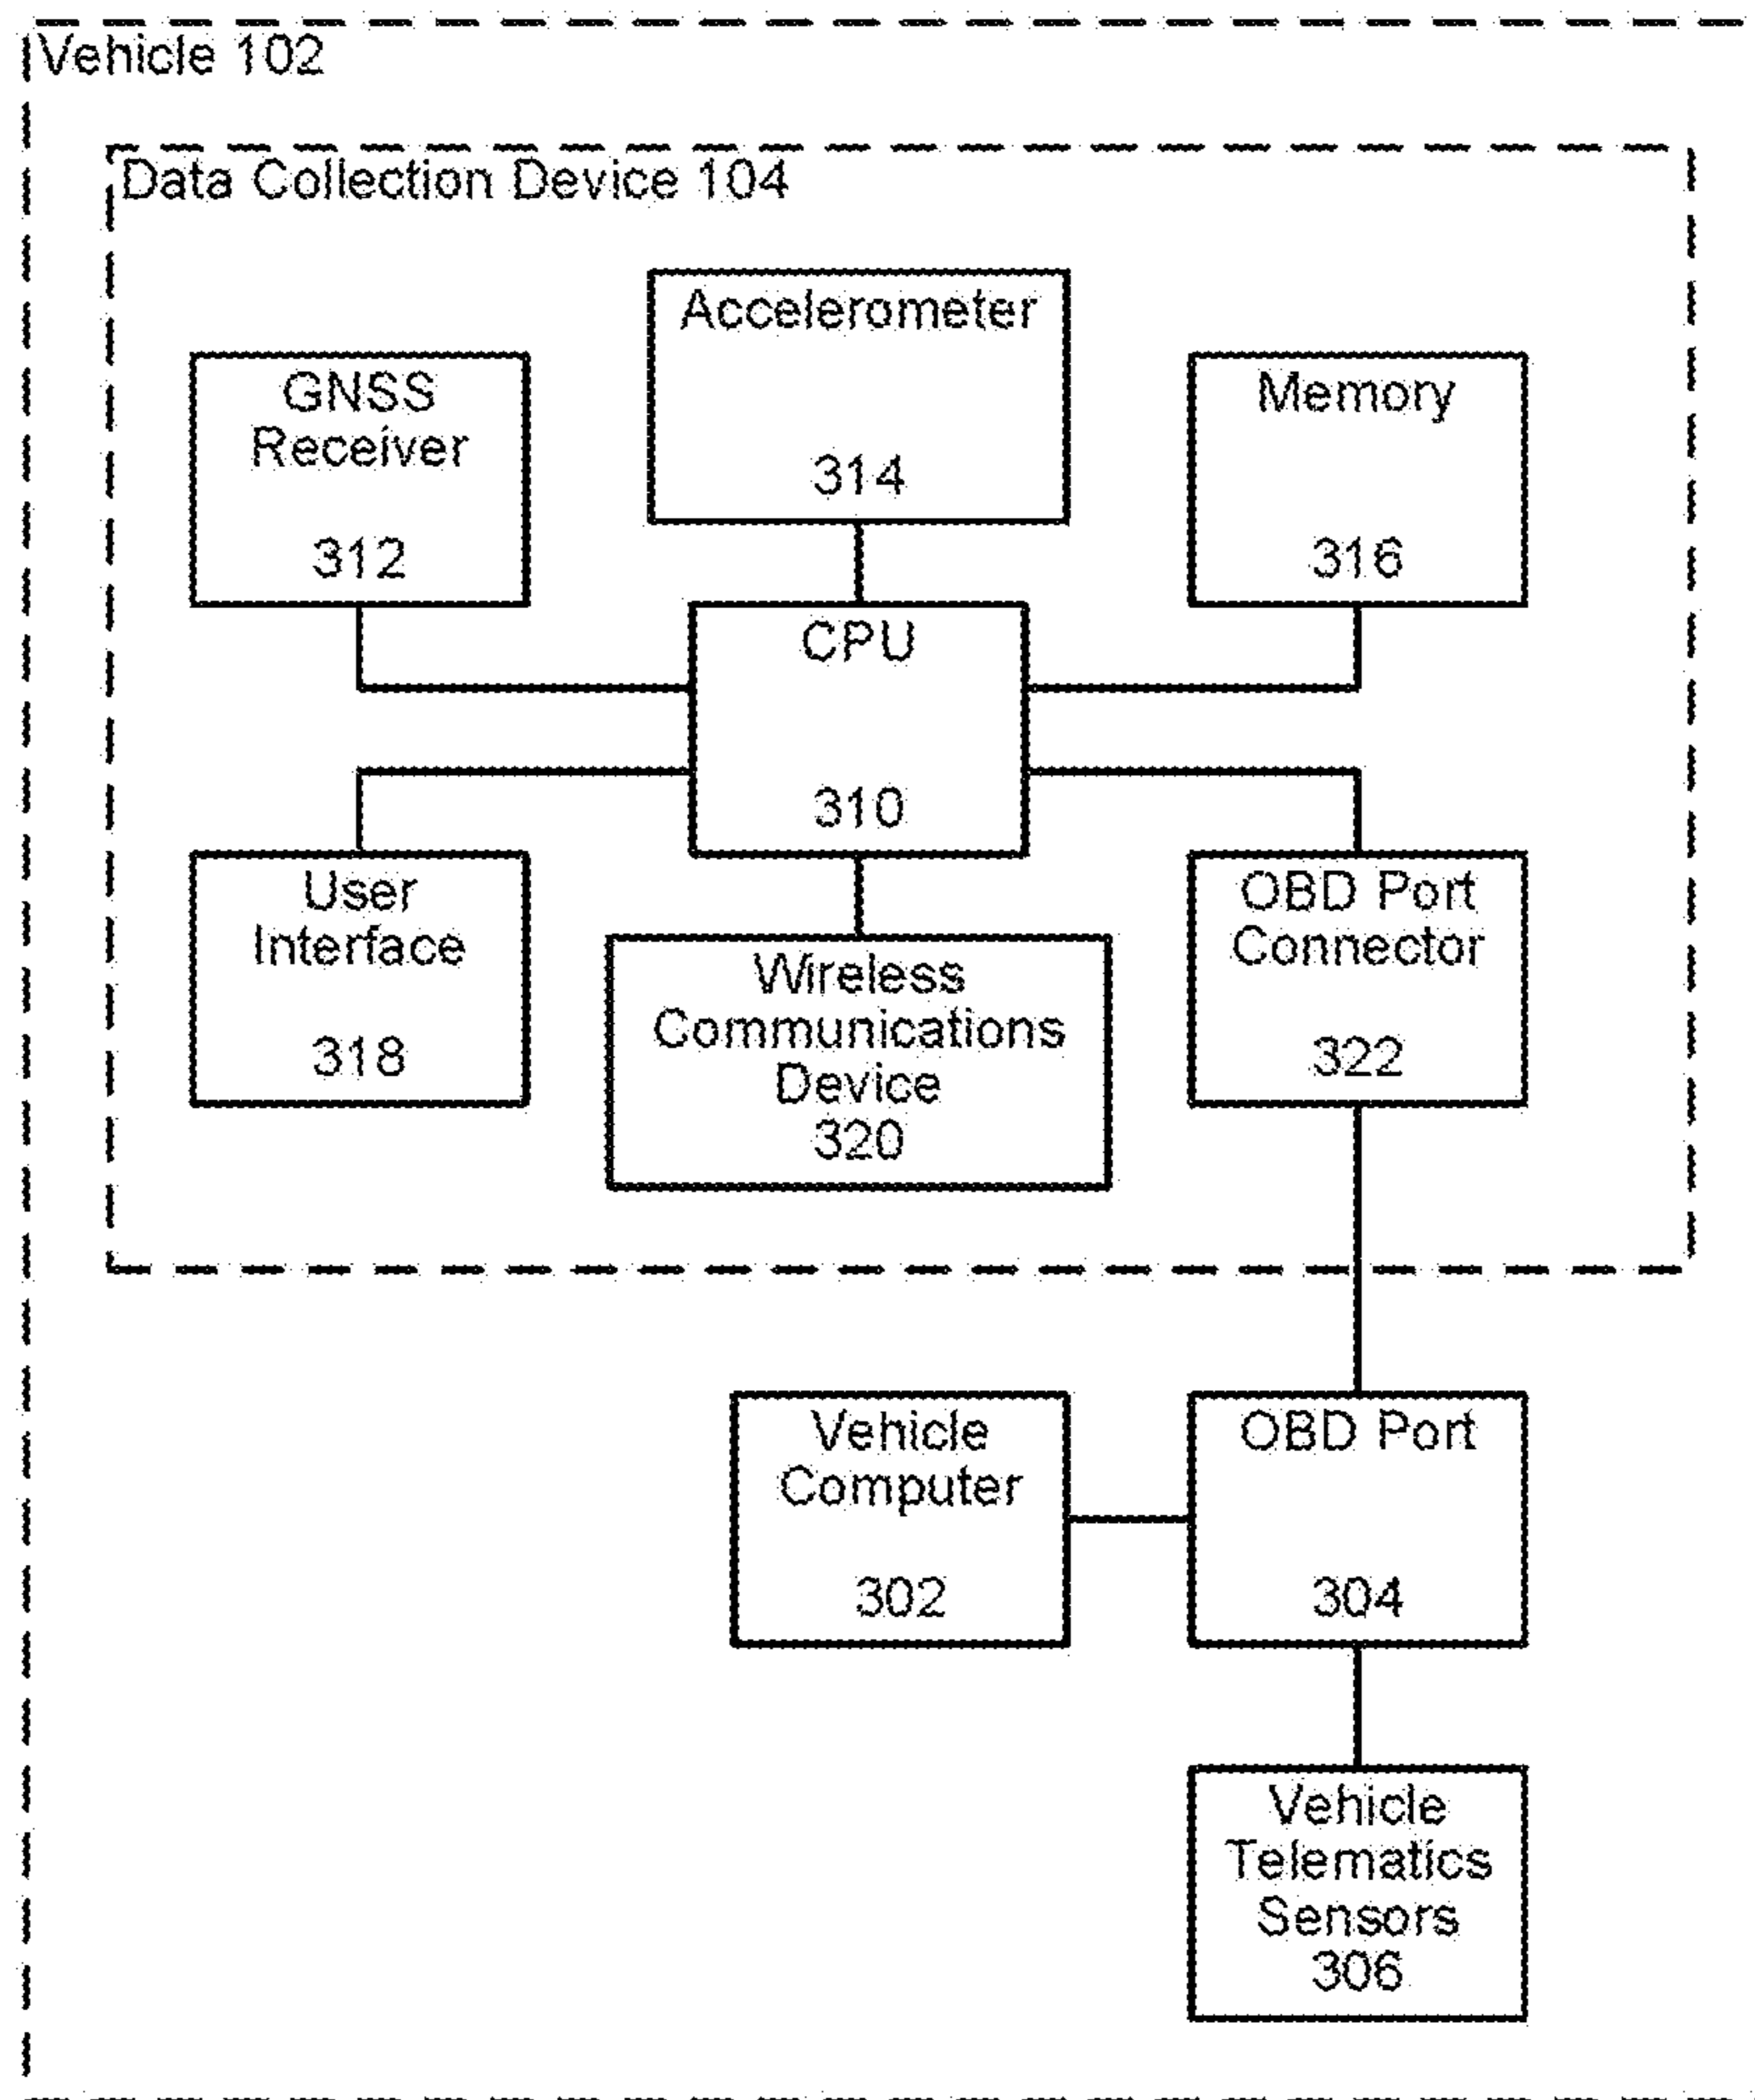 Vehicle 102
Data Collection Device 104
Accelerometer
314
GNSS
Receiver
312
Memory
316
CPU
310
User
Interface
318
Wireless
Communications
Device
320
OBD Port
Connector
322
Vehicle
Computer
302
OBD Port
304
Vehicle
Telematics
Sensors
306